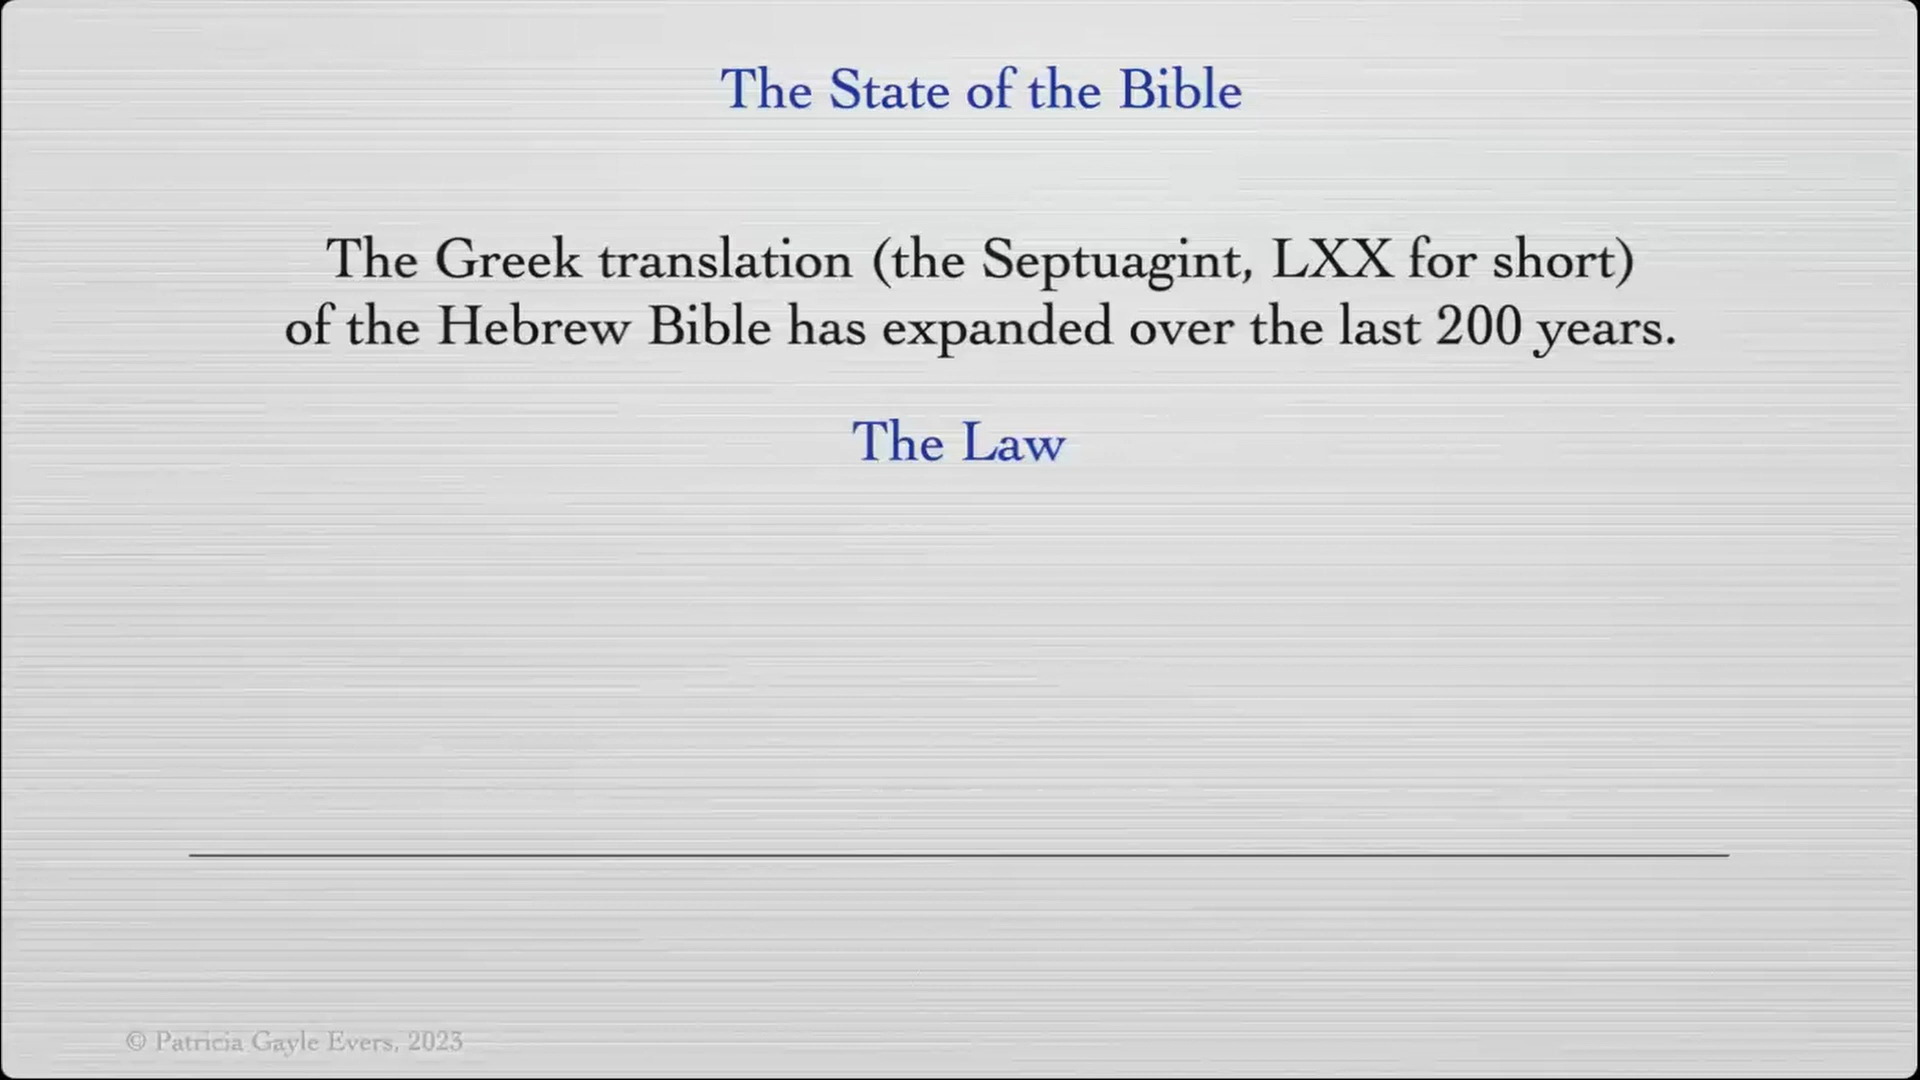 The State of the Bible
The Greek translation (the Septuagint, LXX for short)
of the Hebrew Bible has expanded over the last 200 years.
The Law
© Patricia Gayle Evers, 2023